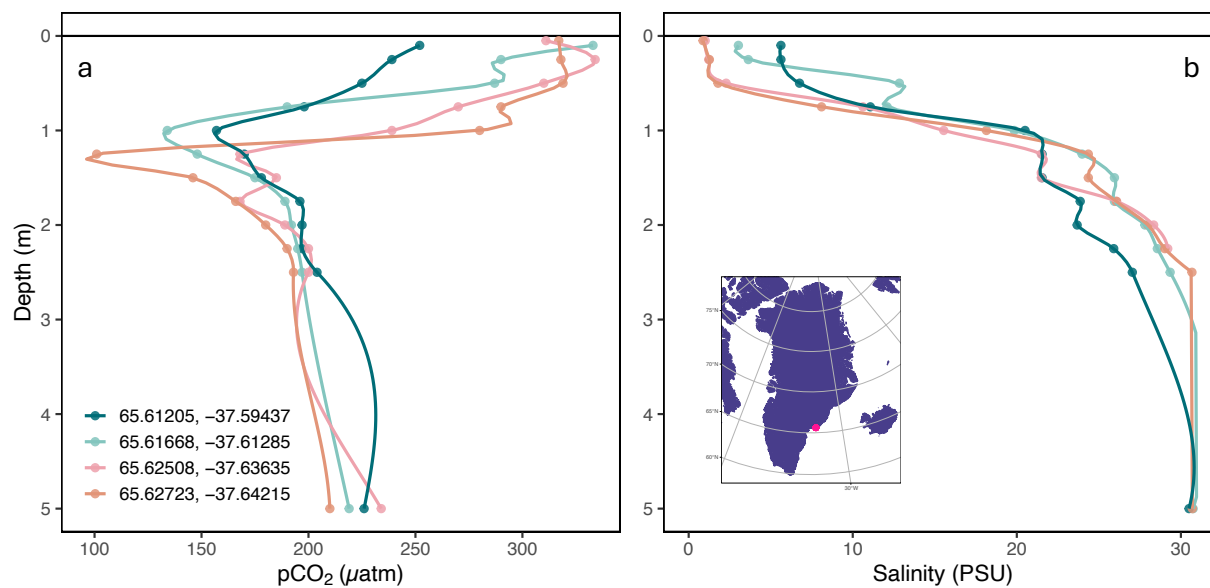 a
0
1
2
3
4
5
Depth (m)
65.61205, −37.59437
65.61668, −37.61285
65.62508, −37.63635
65.62723, −37.64215
100 150 200 250 300
pCO₂ (µatm)
b
75°N
70°N
65°N
60°N
30°W
0 10 20 30
Salinity (PSU)